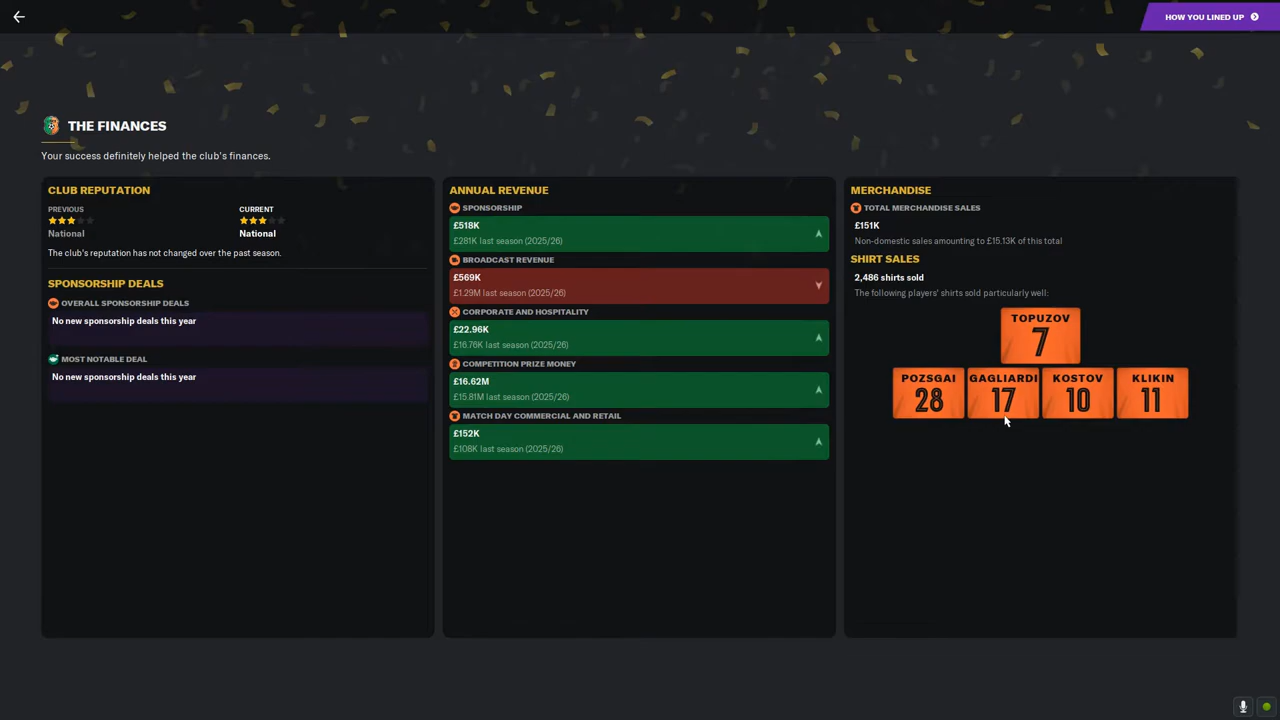 HOW YOU LINED UP
THE FINANCES
Your success definitely helped the club's finances.
CLUB REPUTATION
PREVIOUS
CURRENT
National
National
The club's reputation has not changed over the past season.
SPONSORSHIP DEALS
OVERALL SPONSORSHIP DEALS
No new sponsorship deals this year
MOST NOTABLE DEAL
No new sponsorship deals this year
ANNUAL REVENUE
SPONSORSHIP
£518K
£281K last season (2025/26)
BROADCAST REVENUE
£569K
£1.29M last season (2025/26)
CORPORATE AND HOSPITALITY
£22.96K
£16.76K last season (2025/26)
COMPETITION PRIZE MONEY
£16.62M
£15.81M last season (2025/26)
MATCH DAY COMMERCIAL AND RETAIL
£152K
£108K last season (2025/26)
MERCHANDISE
TOTAL MERCHANDISE SALES
£151K
Non-domestic sales amounting to £15.13K of this total
SHIRT SALES
2,486 shirts sold
The following players' shirts sold particularly well:
TOPUZOV
7
POZSGAI
28
GAGLIARDI
17
KOSTOV
10
KLIKIN
11